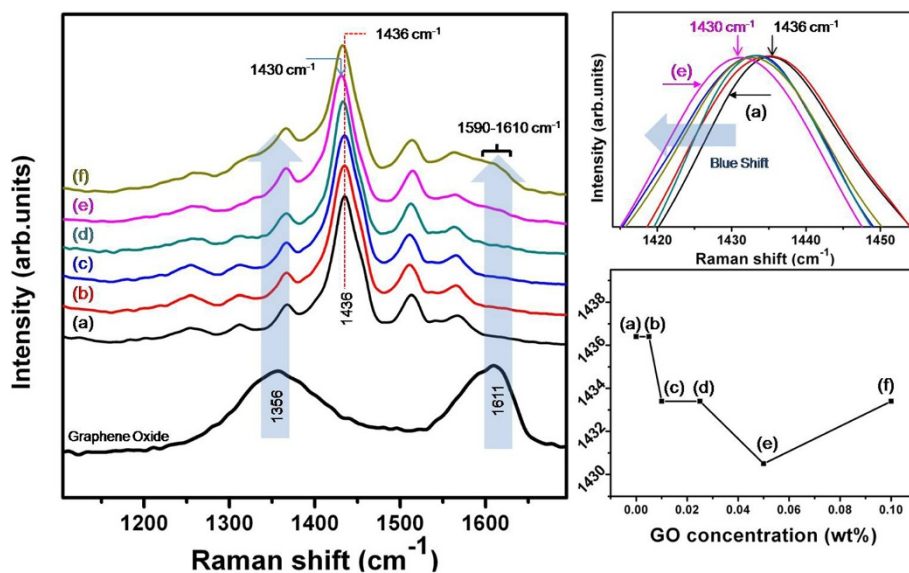 Intensity (arb.units)
1436 cm-1
1430 cm-1
1590-1610 cm-1
(f)
(e)
(d)
(c)
(b)
(a)
1436
1356
1611
Graphene Oxide
1200 1300 1400 1500 1600
Raman shift (cm-1)
1430 cm-1 1436 cm-1
Intensity (arb.units)
(e)
(a)
Blue Shift
1420 1430 1440 1450
Raman shift (cm-1)
1438
1436
1434
1432
1430
(a) (b)
(c) (d)
(e)
(f)
0.00 0.02 0.04 0.06 0.08 0.10
GO concentration (wt%)